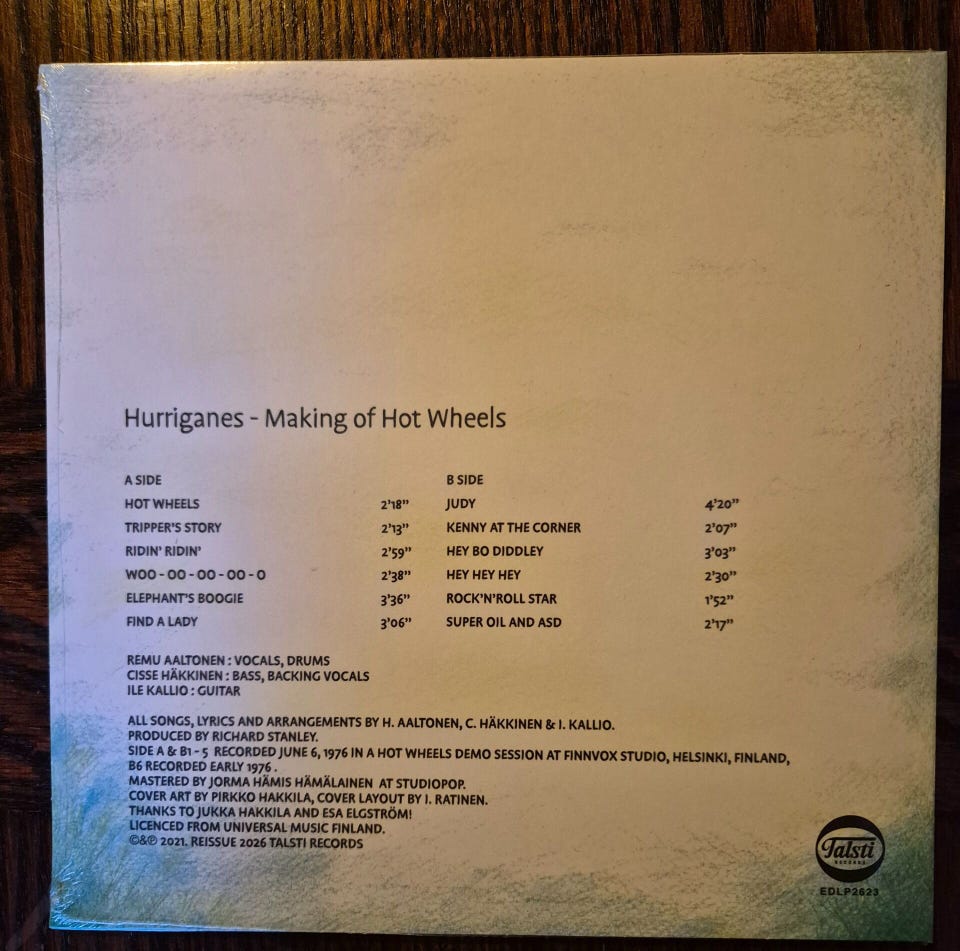 Hurriganes - Making of Hot Wheels
A SIDE
HOT WHEELS 2'18"
TRIPPER'S STORY 2'13"
RIDIN' RIDIN' 2'59"
WOO - OO - OO - OO - O 2'38"
ELEPHANT'S BOOGIE 3'36"
FIND A LADY 3'06"
B SIDE
JUDY 4'20"
KENNY AT THE CORNER 2'07"
HEY BO DIDDLEY 3'03"
HEY HEY HEY 2'30"
ROCK'N'ROLL STAR 1'52"
SUPER OIL AND ASD 2'17"
REMU AALTONEN : VOCALS, DRUMS
CISSE HÄKKINEN : BASS, BACKING VOCALS
ILE KALLIO : GUITAR
ALL SONGS, LYRICS AND ARRANGEMENTS BY H. AALTONEN, C. HÄKKINEN & I. KALLIO.
PRODUCED BY RICHARD STANLEY.
SIDE A & B1 - 5 RECORDED JUNE 6, 1976 IN A HOT WHEELS DEMO SESSION AT FINNVOX STUDIO, HELSINKI, FINLAND,
B6 RECORDED EARLY 1976 .
MASTERED BY JORMA HÄMIS HÄMÄLAINEN AT STUDIOPOP.
COVER ART BY PIRKKO HAKKILA, COVER LAYOUT BY I. RATINEN.
THANKS TO JUKKA HAKKILA AND ESA ELGSTRÖM!
LICENCED FROM UNIVERSAL MUSIC FINLAND.
©&℗ 2021. REISSUE 2026 TALSTI RECORDS
Talsti
RECORDS
EDLP2623